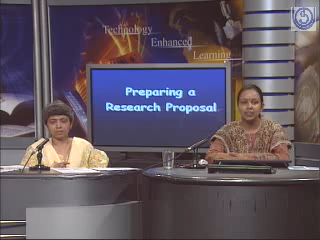 Technology
Enhanced
Learning
Preparing a
Research Proposal